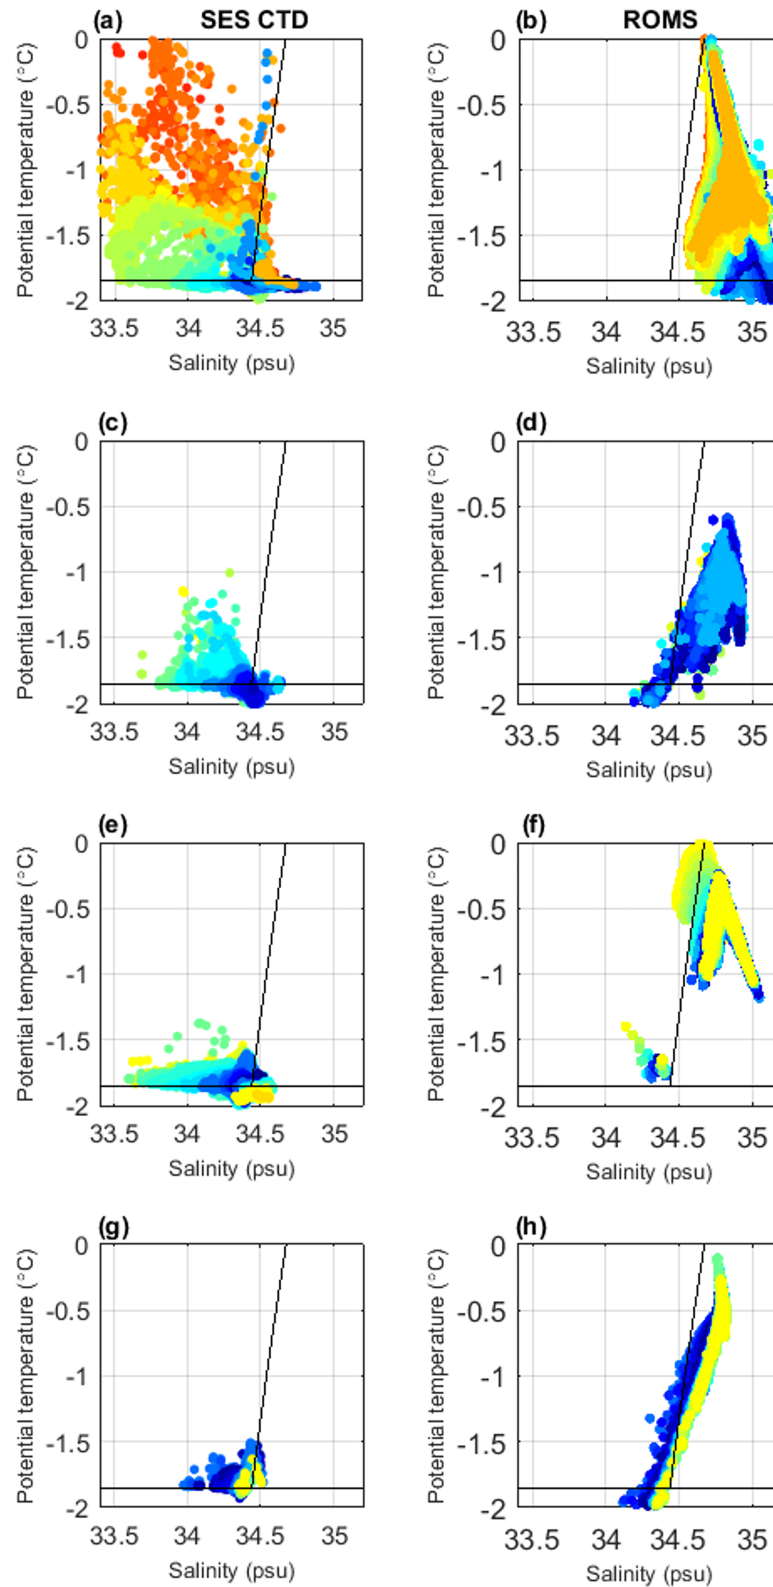 (a) SES CTD
0
-0.5
-1
-1.5
-2
33.5 34 34.5 35
Potential temperature (°C)
Salinity (psu)
(b) ROMS
0
-0.5
-1
-1.5
-2
33.5 34 34.5 35
Potential temperature (°C)
Salinity (psu)
(c)
0
-0.5
-1
-1.5
-2
33.5 34 34.5 35
Potential temperature (°C)
Salinity (psu)
(d)
0
-0.5
-1
-1.5
-2
33.5 34 34.5 35
Potential temperature (°C)
Salinity (psu)
(e)
0
-0.5
-1
-1.5
-2
33.5 34 34.5 35
Potential temperature (°C)
Salinity (psu)
(f)
0
-0.5
-1
-1.5
-2
33.5 34 34.5 35
Potential temperature (°C)
Salinity (psu)
(g)
0
-0.5
-1
-1.5
-2
33.5 34 34.5 35
Potential temperature (°C)
Salinity (psu)
(h)
0
-0.5
-1
-1.5
-2
33.5 34 34.5 35
Potential temperature (°C)
Salinity (psu)